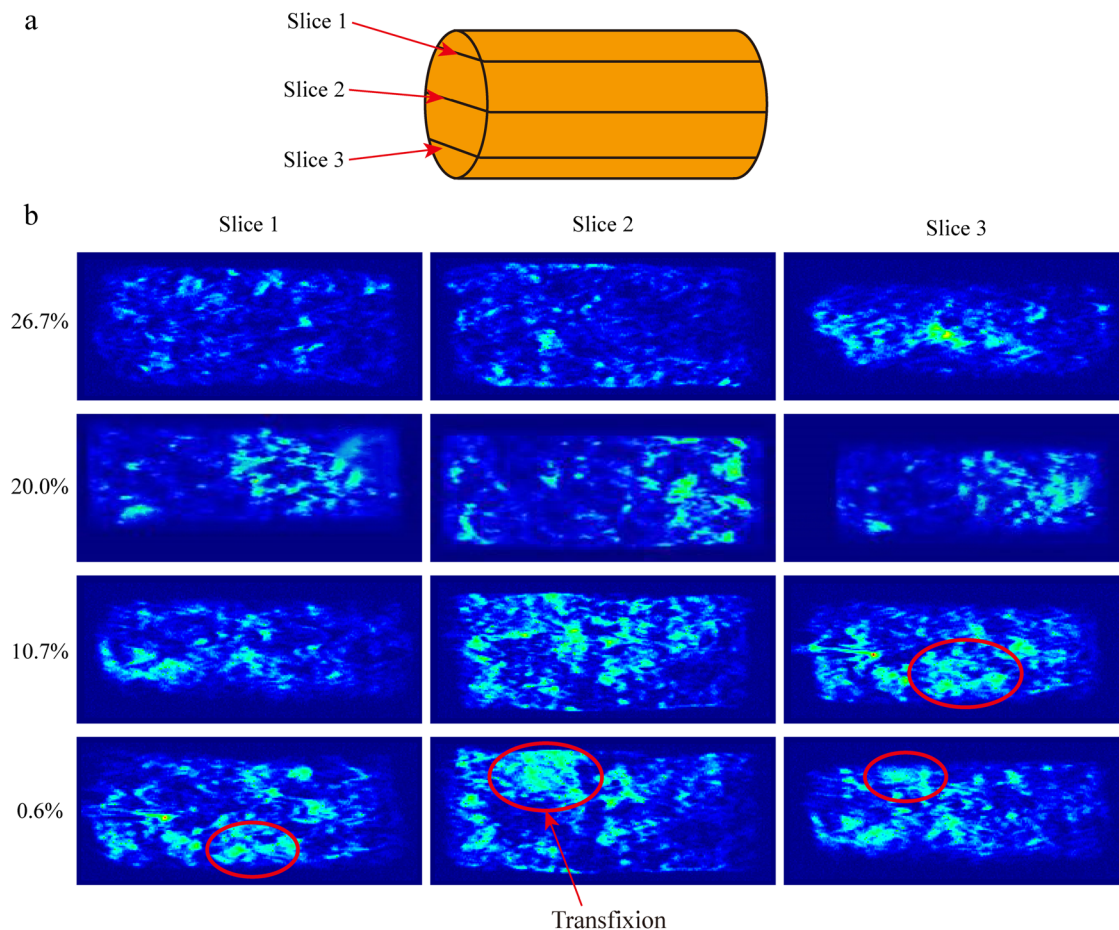 a
Slice 1
Slice 2
Slice 3
b
Slice 1 Slice 2 Slice 3
26.7%
20.0%
10.7%
0.6%
Transfixion